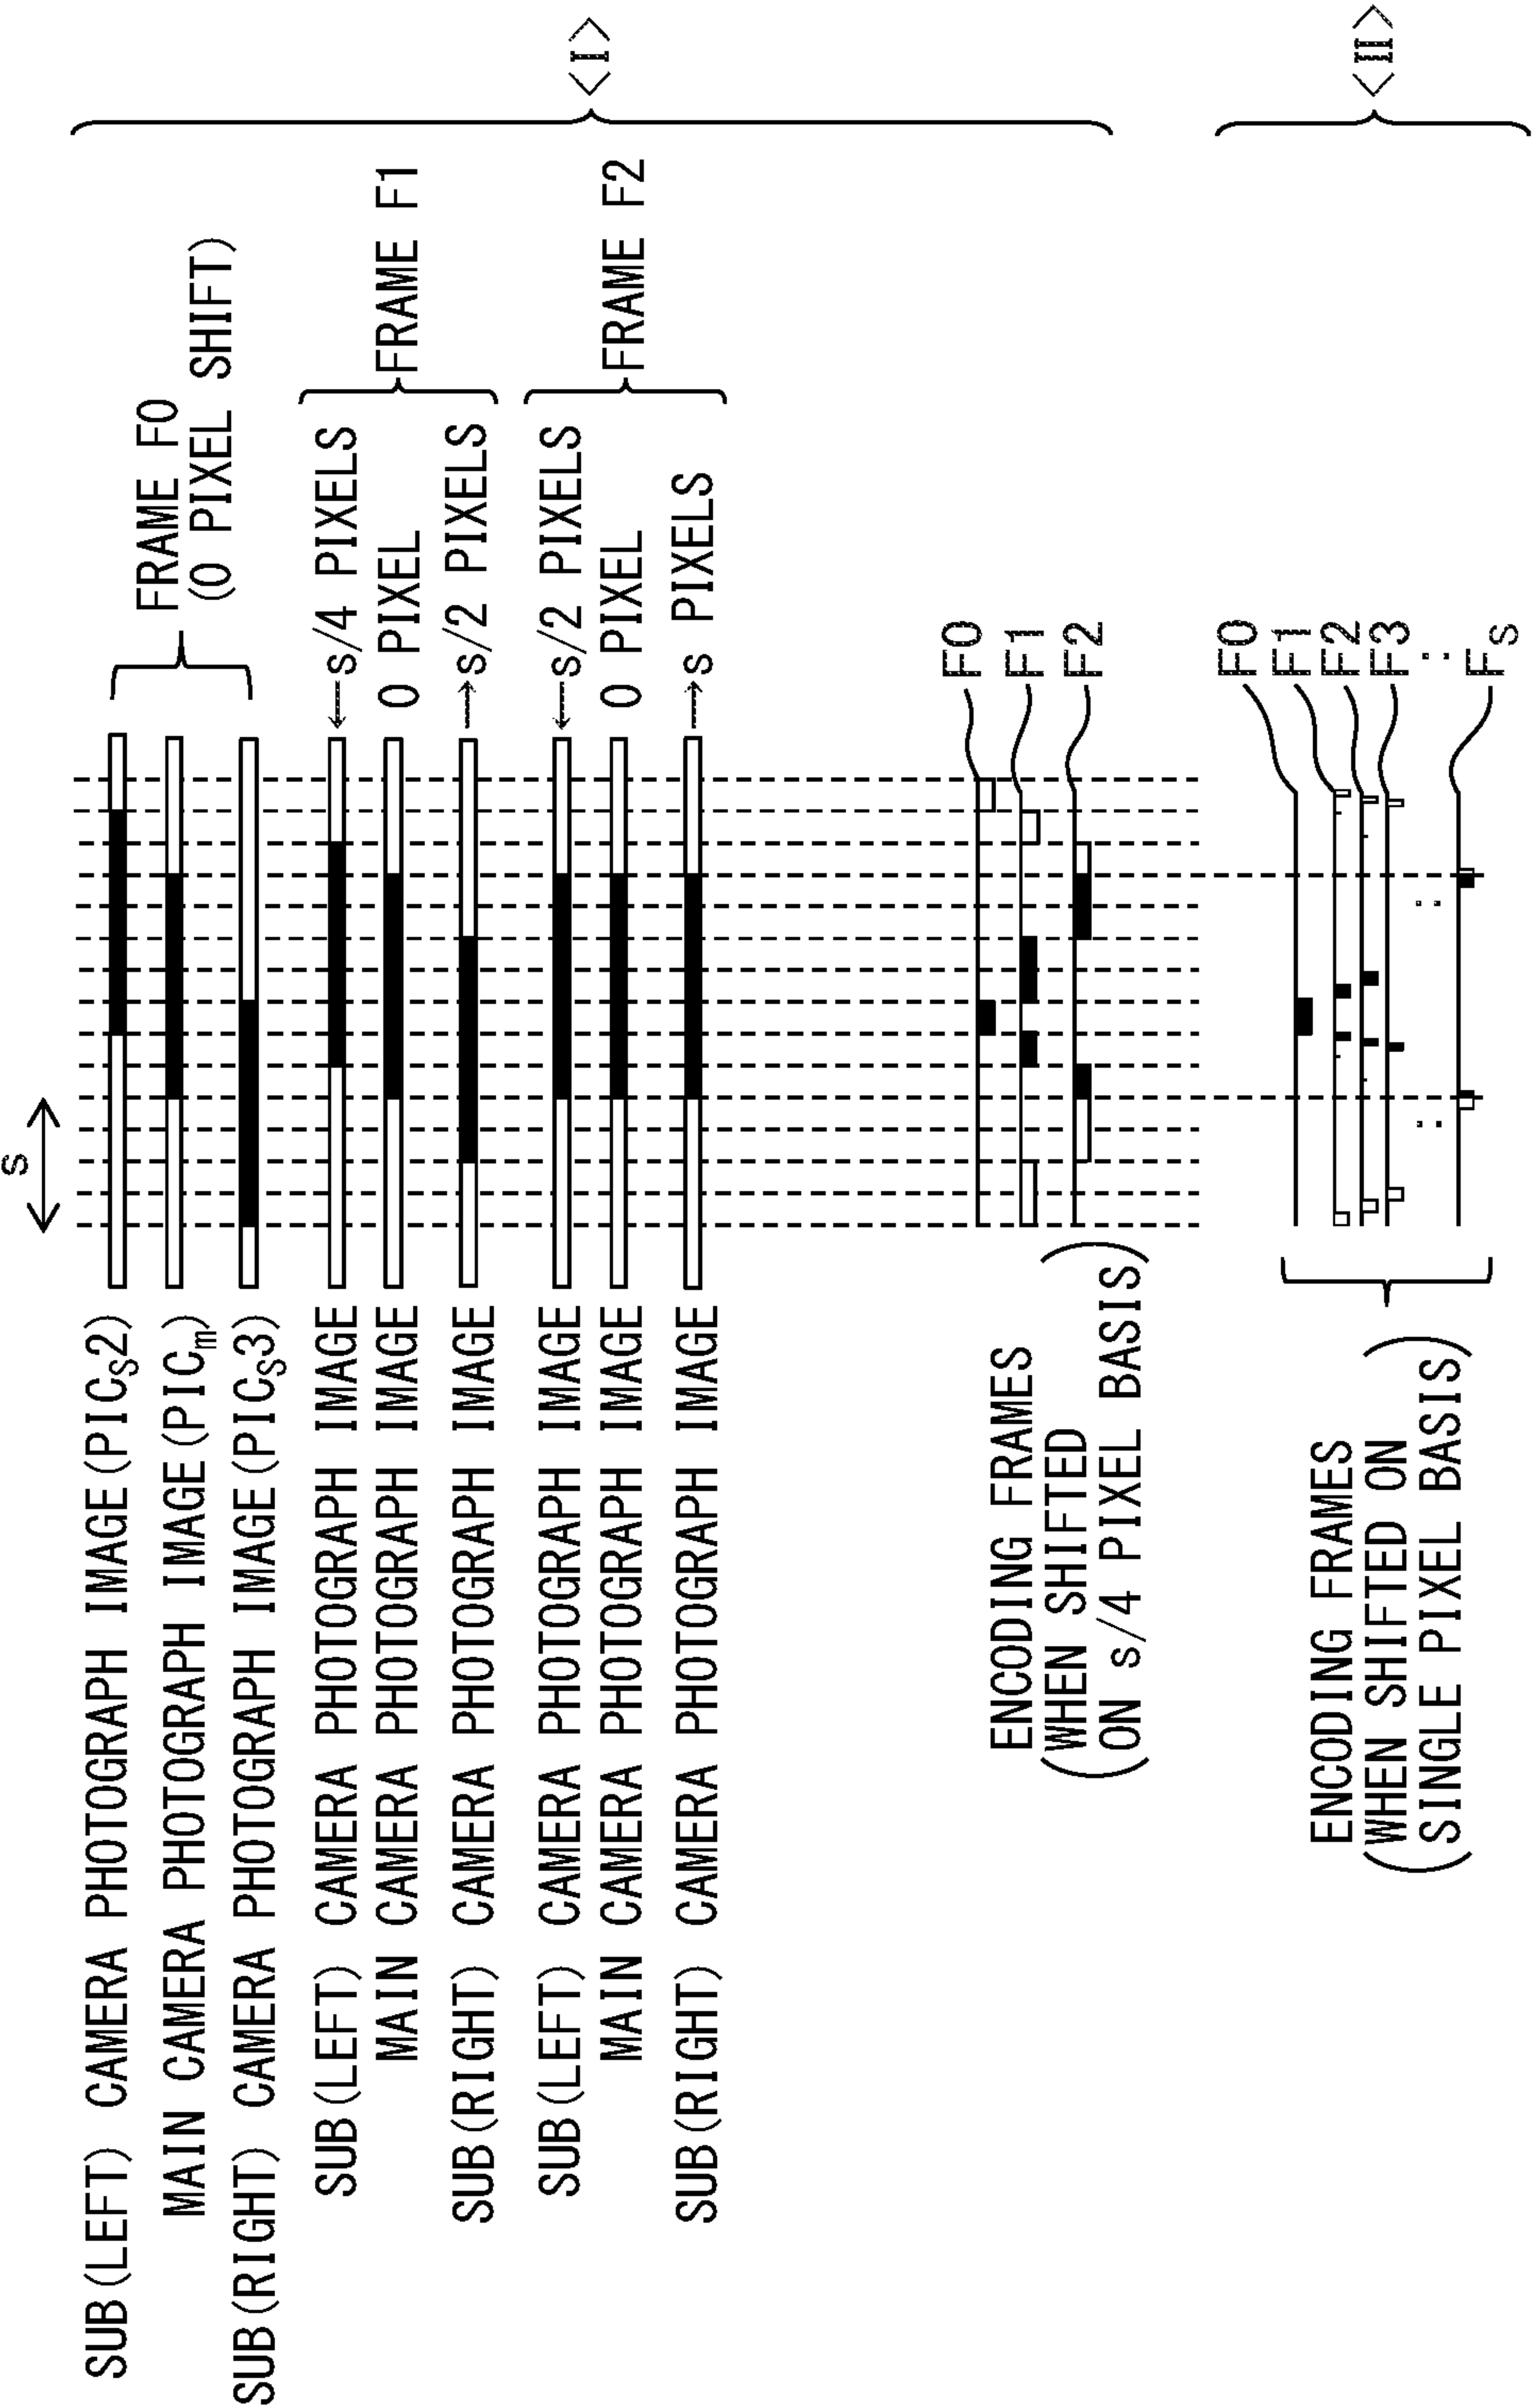 s
SUB(LEFT) CAMERA PHOTOGRAPH IMAGE(PICS2)
MAIN CAMERA PHOTOGRAPH IMAGE(PICm)
SUB(RIGHT) CAMERA PHOTOGRAPH IMAGE(PICS3)
FRAME F0
(0 PIXEL SHIFT)
SUB(LEFT) CAMERA PHOTOGRAPH IMAGE ←s/4 PIXELS
MAIN CAMERA PHOTOGRAPH IMAGE 0 PIXEL
SUB(RIGHT) CAMERA PHOTOGRAPH IMAGE →s/2 PIXELS
FRAME F1
SUB(LEFT) CAMERA PHOTOGRAPH IMAGE ←s/2 PIXELS
MAIN CAMERA PHOTOGRAPH IMAGE 0 PIXEL
SUB(RIGHT) CAMERA PHOTOGRAPH IMAGE →s PIXELS
FRAME F2
<I>
ENCODING FRAMES
(WHEN SHIFTED
ON s/4 PIXEL BASIS)
F0
F1
F2
ENCODING FRAMES
(WHEN SHIFTED ON
SINGLE PIXEL BASIS)
F0
F1
F2
F3
:
Fs
<II>